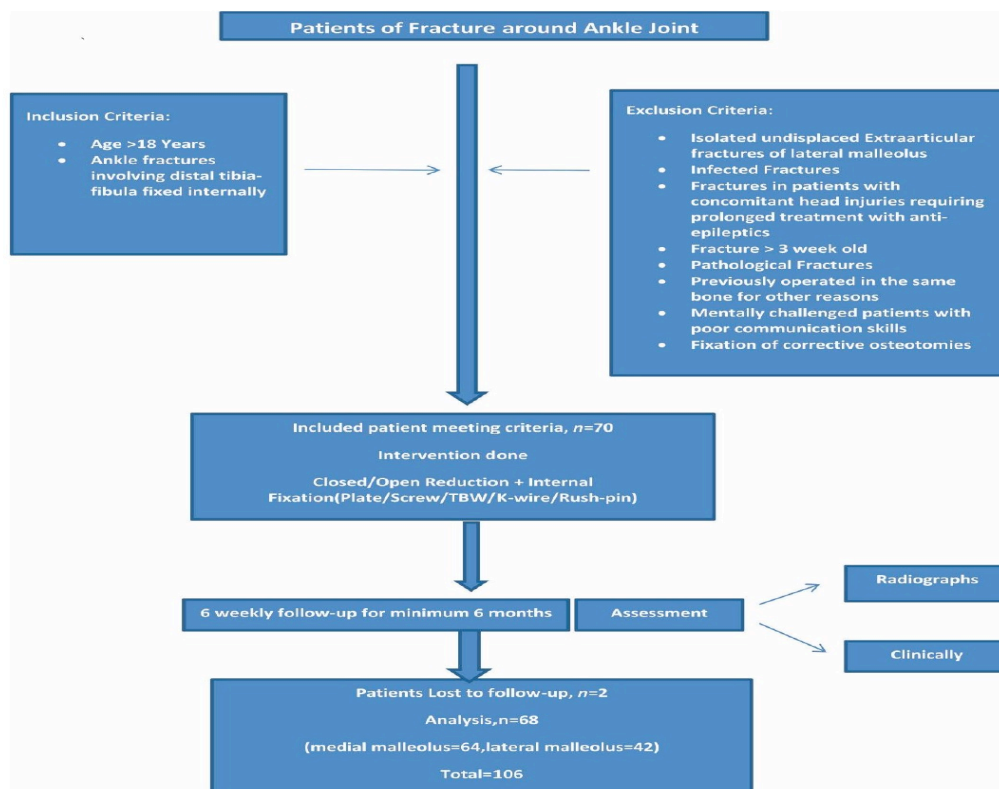 Patients of Fracture around Ankle Joint
Inclusion Criteria:
• Age >18 Years
• Ankle fractures
involving distal tibia-
fibula fixed internally
Exclusion Criteria:
• Isolated undisplaced Extraarticular
fractures of lateral malleolus
• Infected Fractures
• Fractures in patients with
concomitant head injuries requiring
prolonged treatment with anti-
epileptics
• Fracture > 3 week old
• Pathological Fractures
• Previously operated in the same
bone for other reasons
• Mentally challenged patients with
poor communication skills
• Fixation of corrective osteotomies
Included patient meeting criteria, n=70
Intervention done
Closed/Open Reduction + Internal
Fixation(Plate/Screw/TBW/K-wire/Rush-pin)
6 weekly follow-up for minimum 6 months
Assessment
Radiographs
Clinically
Patients Lost to follow-up, n=2
Analysis,n=68
(medial malleolus=64,lateral malleolus=42)
Total=106